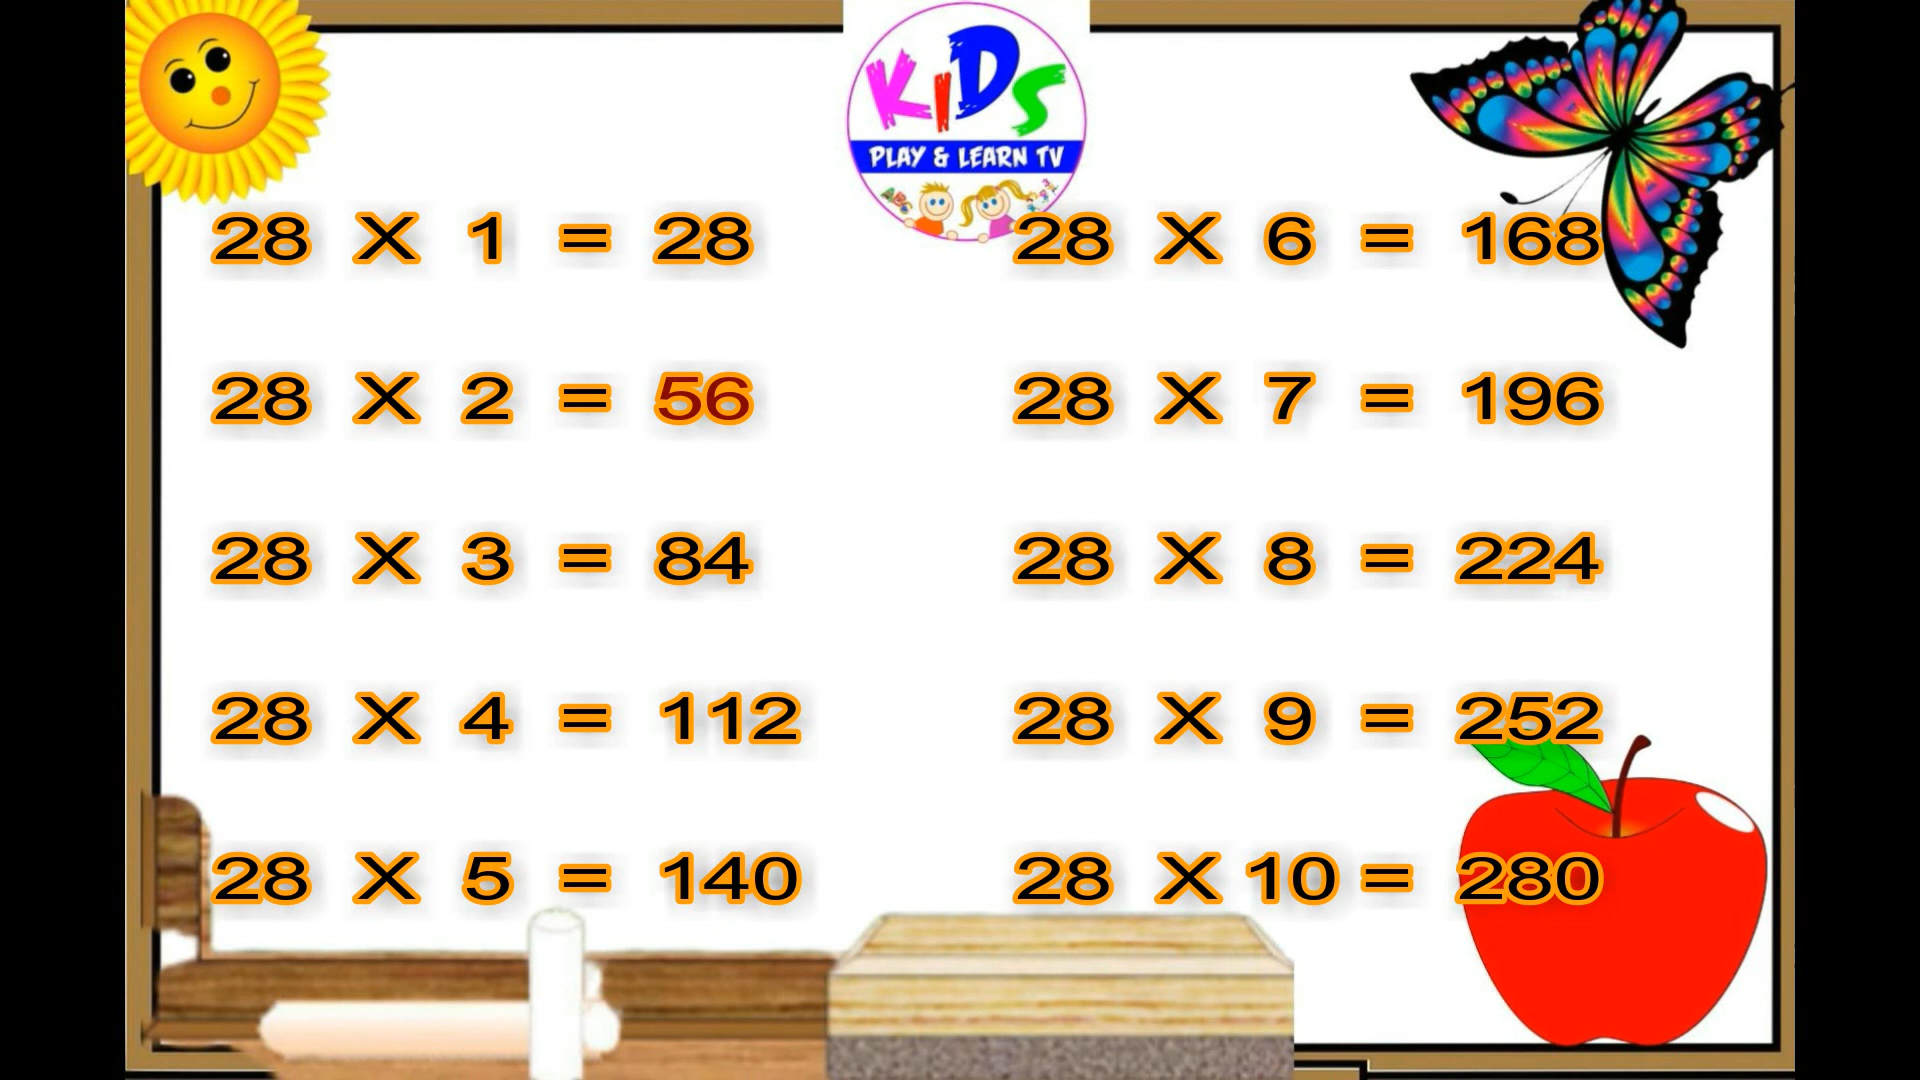 KiDS
PLAY & LEARN TV
ABC
28 X 1 = 28
28 X 2 = 56
28 X 3 = 84
28 X 4 = 112
28 X 5 = 140
28 X 6 = 168
28 X 7 = 196
28 X 8 = 224
28 X 9 = 252
28 X 10 = 280